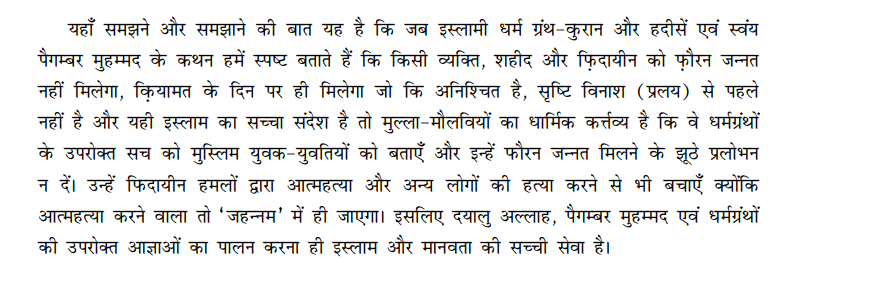 यहाँ समझने और समझाने की बात यह है कि जब इस्लामी धर्म ग्रंथ-कुरान और हदीसें एवं स्वंय
पैगम्बर मुहम्मद के कथन हमें स्पष्ट बताते हैं कि किसी व्यक्ति, शहीद और फ़िदायीन को फ़ौरन जन्नत
नहीं मिलेगा, क़ियामत के दिन पर ही मिलेगा जो कि अनिश्चित है, सृष्टि विनाश (प्रलय) से पहले
नहीं है और यही इस्लाम का सच्चा संदेश है तो मुल्ला-मौलवियों का धार्मिक कर्त्तव्य है कि वे धर्मग्रंथों
के उपरोक्त सच को मुस्लिम युवक-युवतियों को बताएँ और इन्हें फौरन जन्नत मिलने के झूठे प्रलोभन
न दें। उन्हें फिदायीन हमलों द्वारा आत्महत्या और अन्य लोगों की हत्या करने से भी बचाएँ क्योंकि
आत्महत्या करने वाला तो ‘जहन्नम’ में ही जाएगा। इसलिए दयालु अल्लाह, पैगम्बर मुहम्मद एवं धर्मग्रंथों
की उपरोक्त आज्ञाओं का पालन करना ही इस्लाम और मानवता की सच्ची सेवा है।